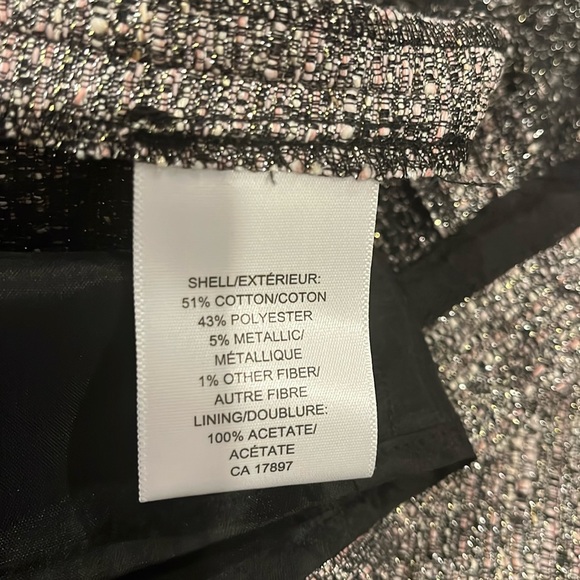 SHELL/EXTÉRIEUR:
51% COTTON/COTON
43% POLYESTER
5% METALLIC/
MÉTALLIQUE
1% OTHER FIBER/
AUTRE FIBRE
LINING/DOUBLURE:
100% ACETATE/
ACÉTATE
CA 17897